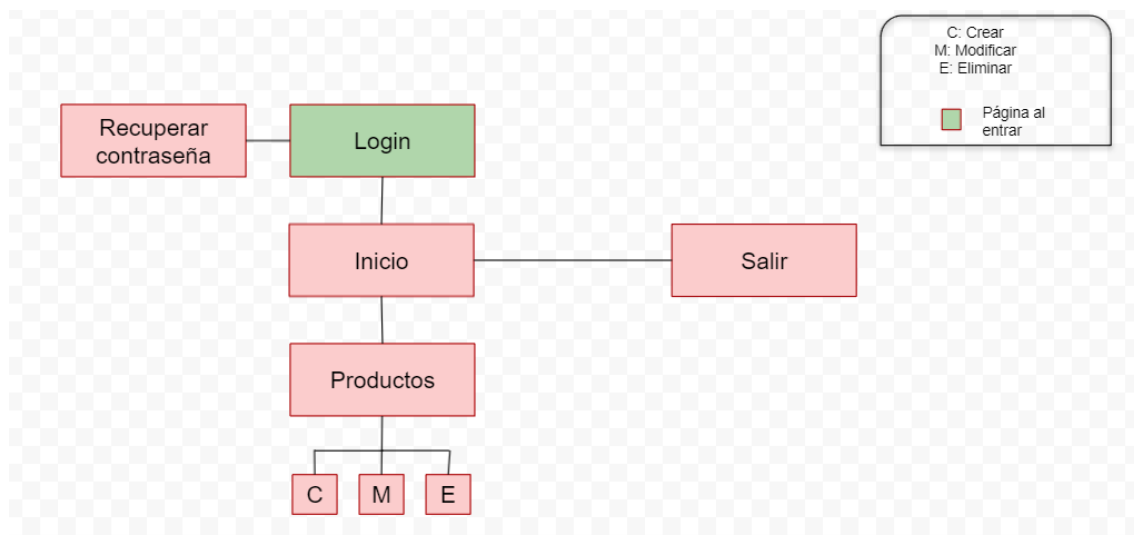 C: Crear
M: Modificar
E: Eliminar
Página al
entrar
Recuperar
contraseña
Login
Inicio
Salir
Productos
C
M
E